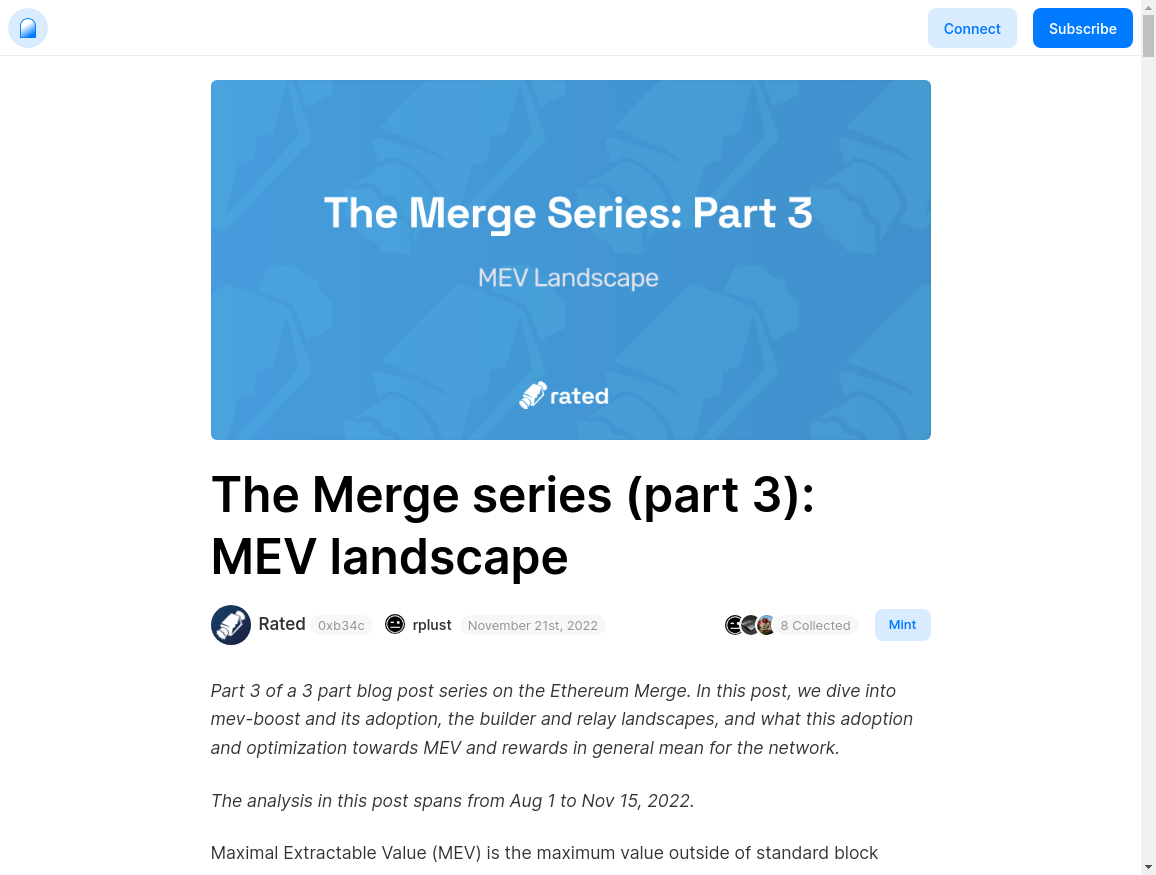 Connect
Subscribe
The Merge Series: Part 3
MEV Landscape
rated
The Merge series (part 3):
MEV landscape
Rated 0xb34c rplust November 21st, 2022 8 Collected Mint
Part 3 of a 3 part blog post series on the Ethereum Merge. In this post, we dive into
mev-boost and its adoption, the builder and relay landscapes, and what this adoption
and optimization towards MEV and rewards in general mean for the network.
The analysis in this post spans from Aug 1 to Nov 15, 2022.
Maximal Extractable Value (MEV) is the maximum value outside of standard block